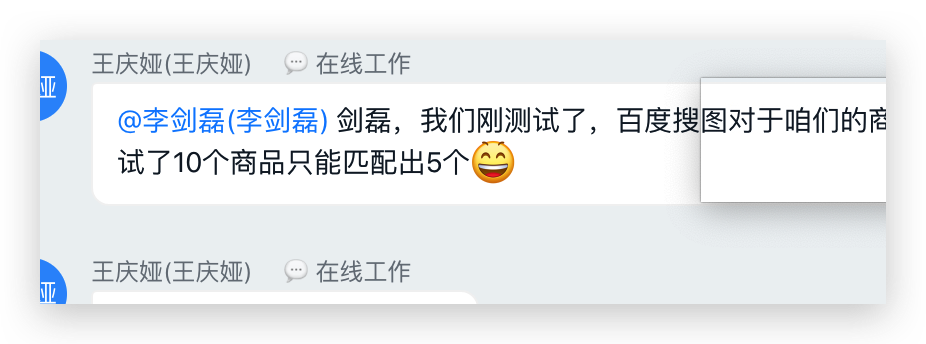 王庆娅(王庆娅) 在线工作
娅
@李剑磊(李剑磊) 剑磊，我们刚测试了，百度搜图对于咱们的商
试了10个商品只能匹配出5个
王庆娅(王庆娅) 在线工作
娅